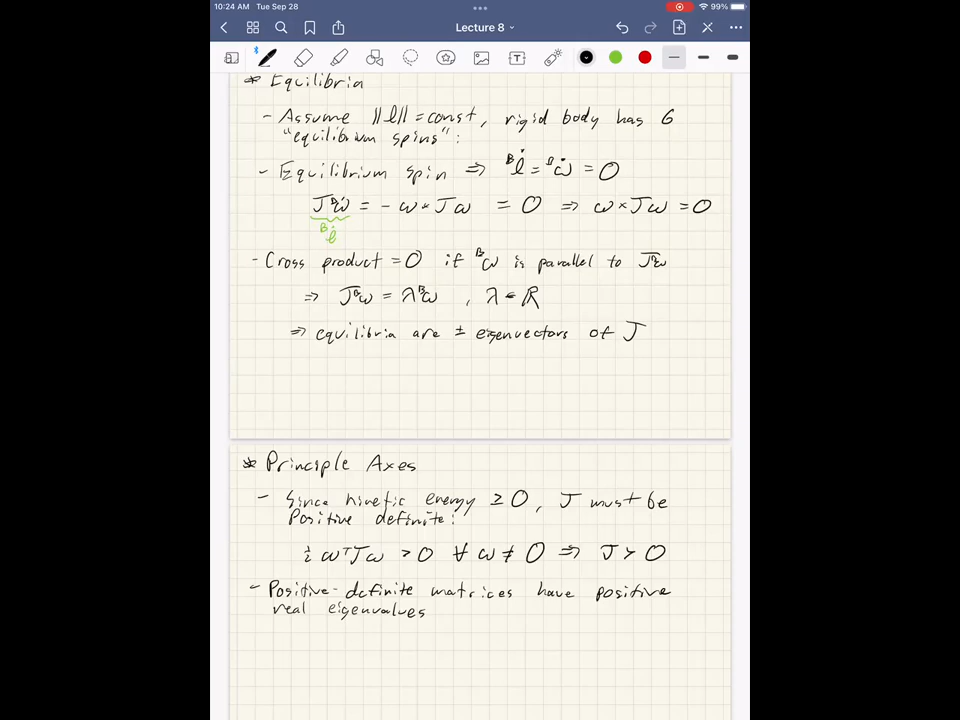 10:24 AM Tue Sep 28
99%
Lecture 8
* Equilibria
- Assume ||l|| = const, rigid body has 6
"equilibrium spins":
- Equilibrium spin ⇒ ᴮl̇ = ᴮω̇ = 0
Jᴮω̇ = - ω × Jω = 0 ⇒ ω × Jω = 0
ᴮl̇
- Cross product = 0 if ᴮω is parallel to Jᴮω
⇒ Jᴮω = λᴮω , λ ∈ ℝ
⇒ equilibria are ± eigenvectors of J
* Principle Axes
- Since kinetic energy ≥ 0, J must be
Positive definite:
½ ωᵀJω > 0 ∀ ω ≠ 0 ⇒ J > 0
- Positive-definite matrices have positive
real eigenvalues